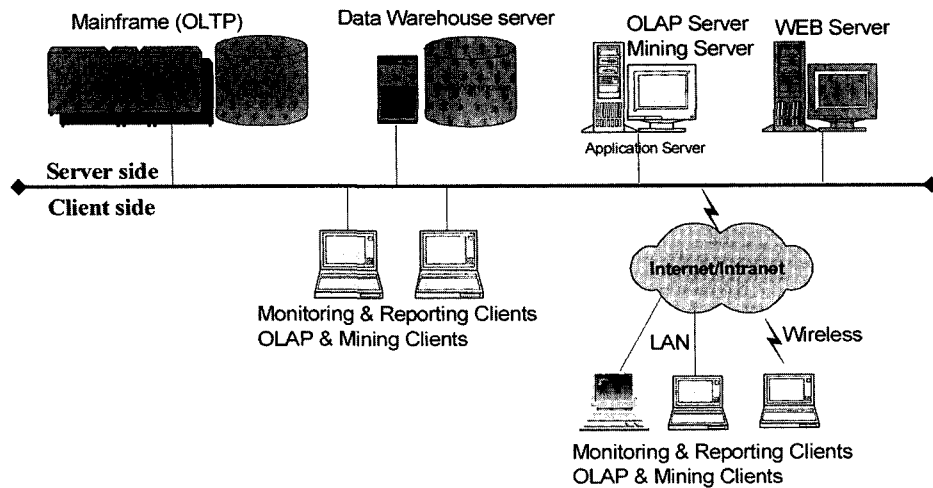 Mainframe (OLTP)
Data Warehouse server
OLAP Server
Mining Server
WEB Server
Application Server
Server side
Client side
Internet/Intranet
Monitoring & Reporting Clients
OLAP & Mining Clients
LAN
Wireless
Monitoring & Reporting Clients
OLAP & Mining Clients